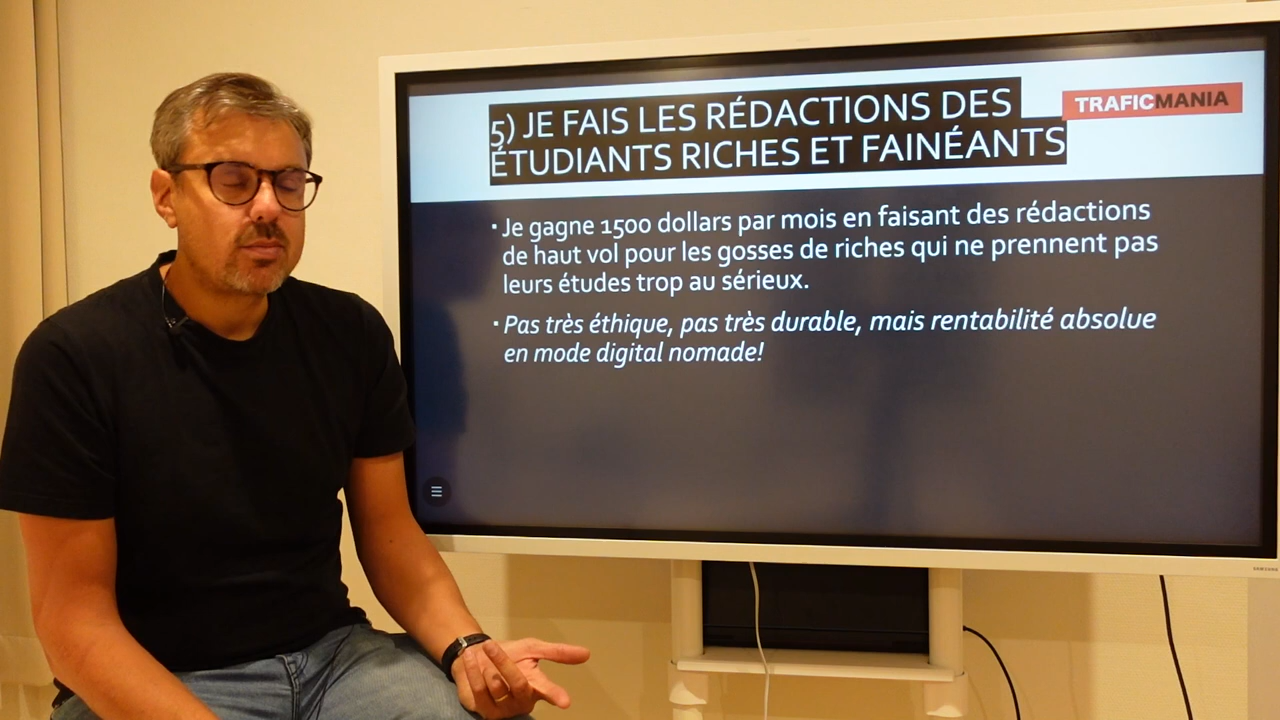 5) JE FAIS LES RÉDACTIONS DES
ÉTUDIANTS RICHES ET FAINÉANTS
TRAFICMANIA
▪ Je gagne 1500 dollars par mois en faisant des rédactions
de haut vol pour les gosses de riches qui ne prennent pas
leurs études trop au sérieux.
▪ Pas très éthique, pas très durable, mais rentabilité absolue
en mode digital nomade!
SAMSUNG